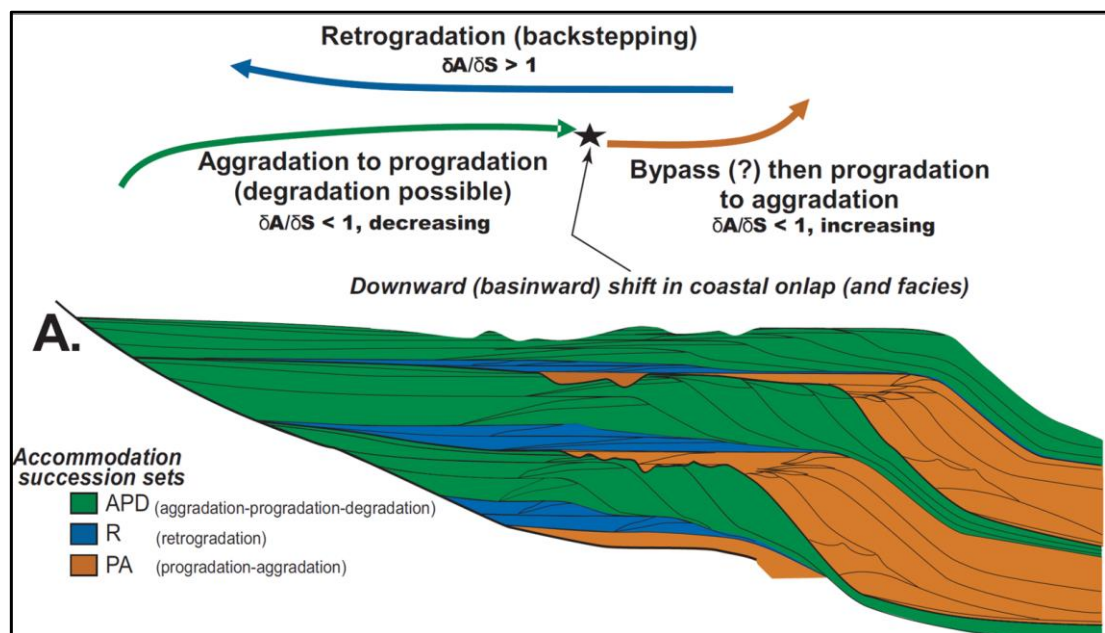 Retrogradation (backstepping)
δA/δS > 1
Aggradation to progradation
(degradation possible)
δA/δS < 1, decreasing
Bypass (?) then progradation
to aggradation
δA/δS < 1, increasing
Downward (basinward) shift in coastal onlap (and facies)
A.
Accommodation
succession sets
APD (aggradation-progradation-degradation)
R (retrogradation)
PA (progradation-aggradation)